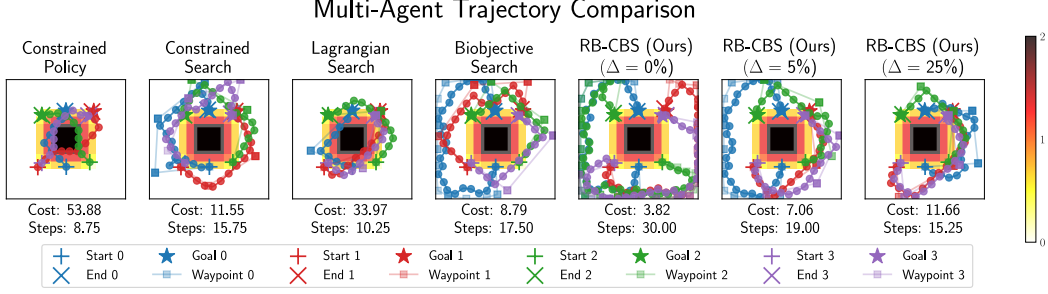 Multi-Agent Trajectory Comparison
Constrained Policy
Constrained Search
Lagrangian Search
Biobjective Search
RB-CBS (Ours) (Δ = 0%)
RB-CBS (Ours) (Δ = 5%)
RB-CBS (Ours) (Δ = 25%)
Cost: 53.88
Steps: 8.75
Cost: 11.55
Steps: 15.75
Cost: 33.97
Steps: 10.25
Cost: 8.79
Steps: 17.50
Cost: 3.82
Steps: 30.00
Cost: 7.06
Steps: 19.00
Cost: 11.66
Steps: 15.25
2
1
0
Start 0
Goal 0
Start 1
Goal 1
Start 2
Goal 2
Start 3
Goal 3
End 0
Waypoint 0
End 1
Waypoint 1
End 2
Waypoint 2
End 3
Waypoint 3